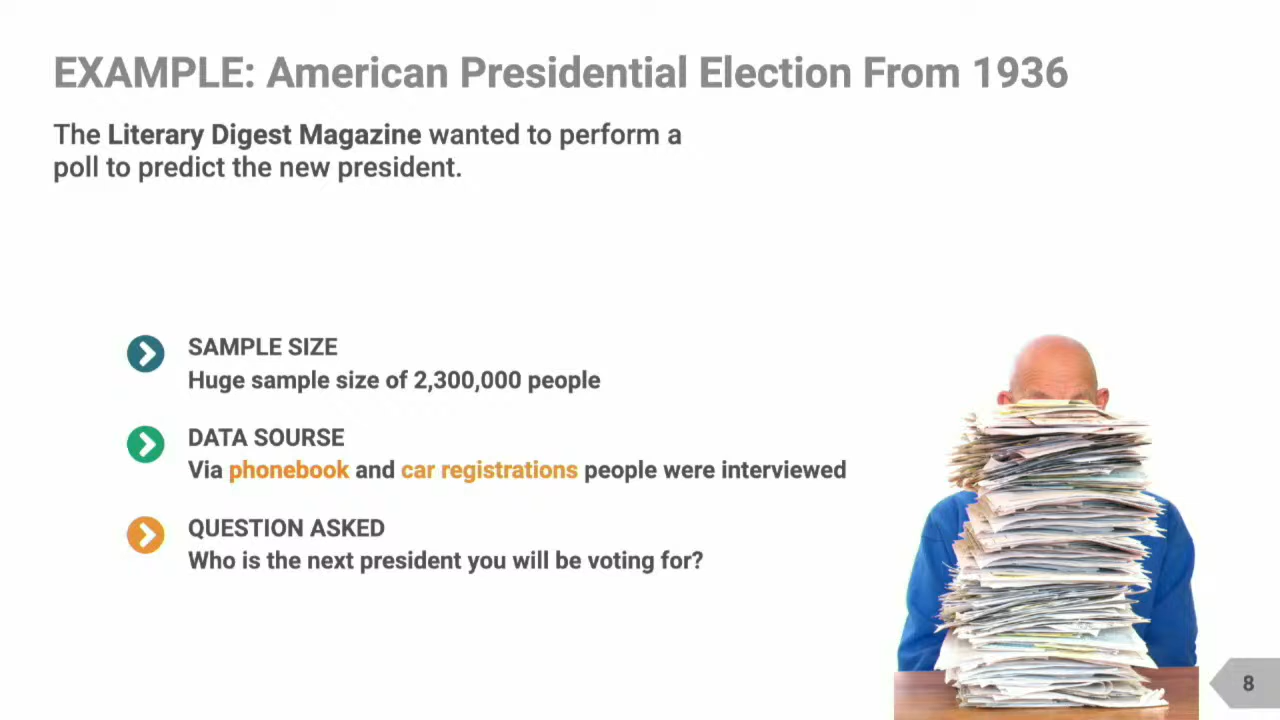 EXAMPLE: American Presidential Election From 1936
The Literary Digest Magazine wanted to perform a
poll to predict the new president.
SAMPLE SIZE
Huge sample size of 2,300,000 people
DATA SOURSE
Via phonebook and car registrations people were interviewed
QUESTION ASKED
Who is the next president you will be voting for?
8